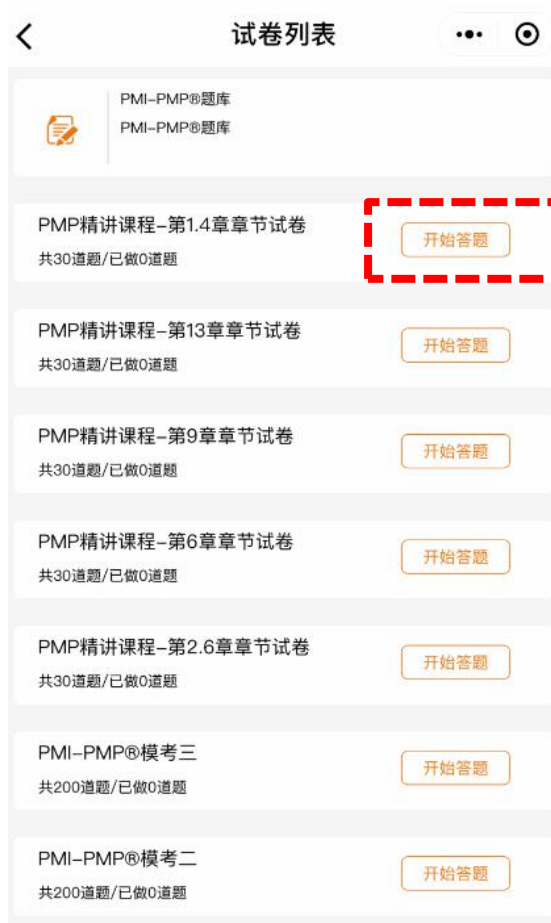 试卷列表
PMI-PMP®题库
PMI-PMP®题库
PMP精讲课程-第1.4章章节试卷
开始答题
共30道题/已做0道题
PMP精讲课程-第13章章节试卷
开始答题
共30道题/已做0道题
PMP精讲课程-第9章章节试卷
开始答题
共30道题/已做0道题
PMP精讲课程-第6章章节试卷
开始答题
共30道题/已做0道题
PMP精讲课程-第2.6章章节试卷
开始答题
共30道题/已做0道题
PMI-PMP®模考三
开始答题
共200道题/已做0道题
PMI-PMP®模考二
开始答题
共200道题/已做0道题